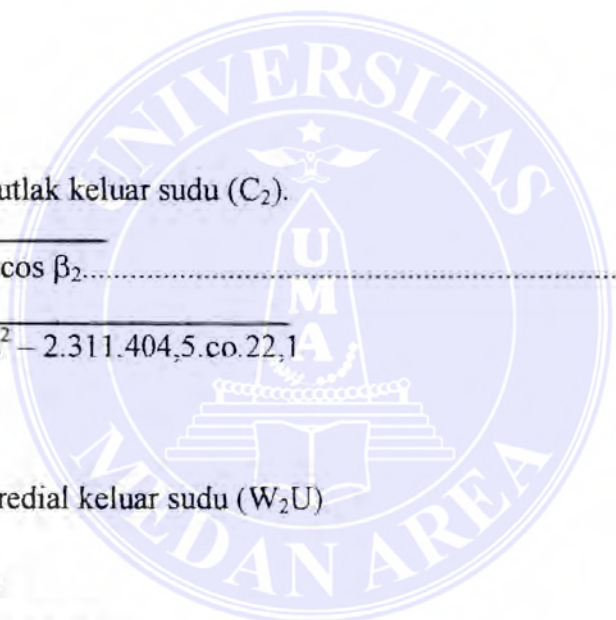 UNIVERSITAS
utlak keluar sudu (C₂).
cos β₂..............................................................
² – 2.311.404,5.co.22,1
UMA
redial keluar sudu (W₂U)
MEDAN AREA